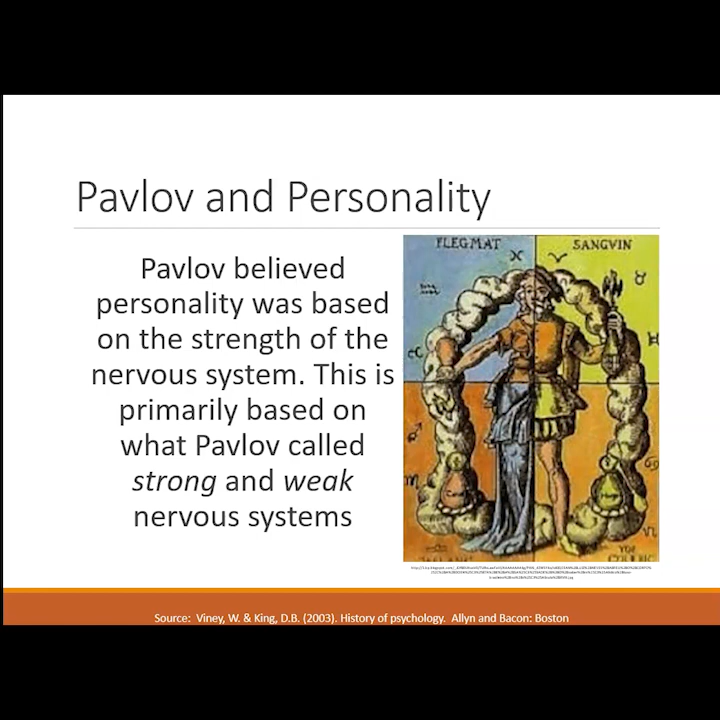 Pavlov and Personality
Pavlov believed
personality was based
on the strength of the
nervous system. This is
primarily based on
what Pavlov called
strong and weak
nervous systems
FLEGMAT
SANGVIN
Source: Viney, W. & King, D.B. (2003). History of psychology. Allyn and Bacon: Boston